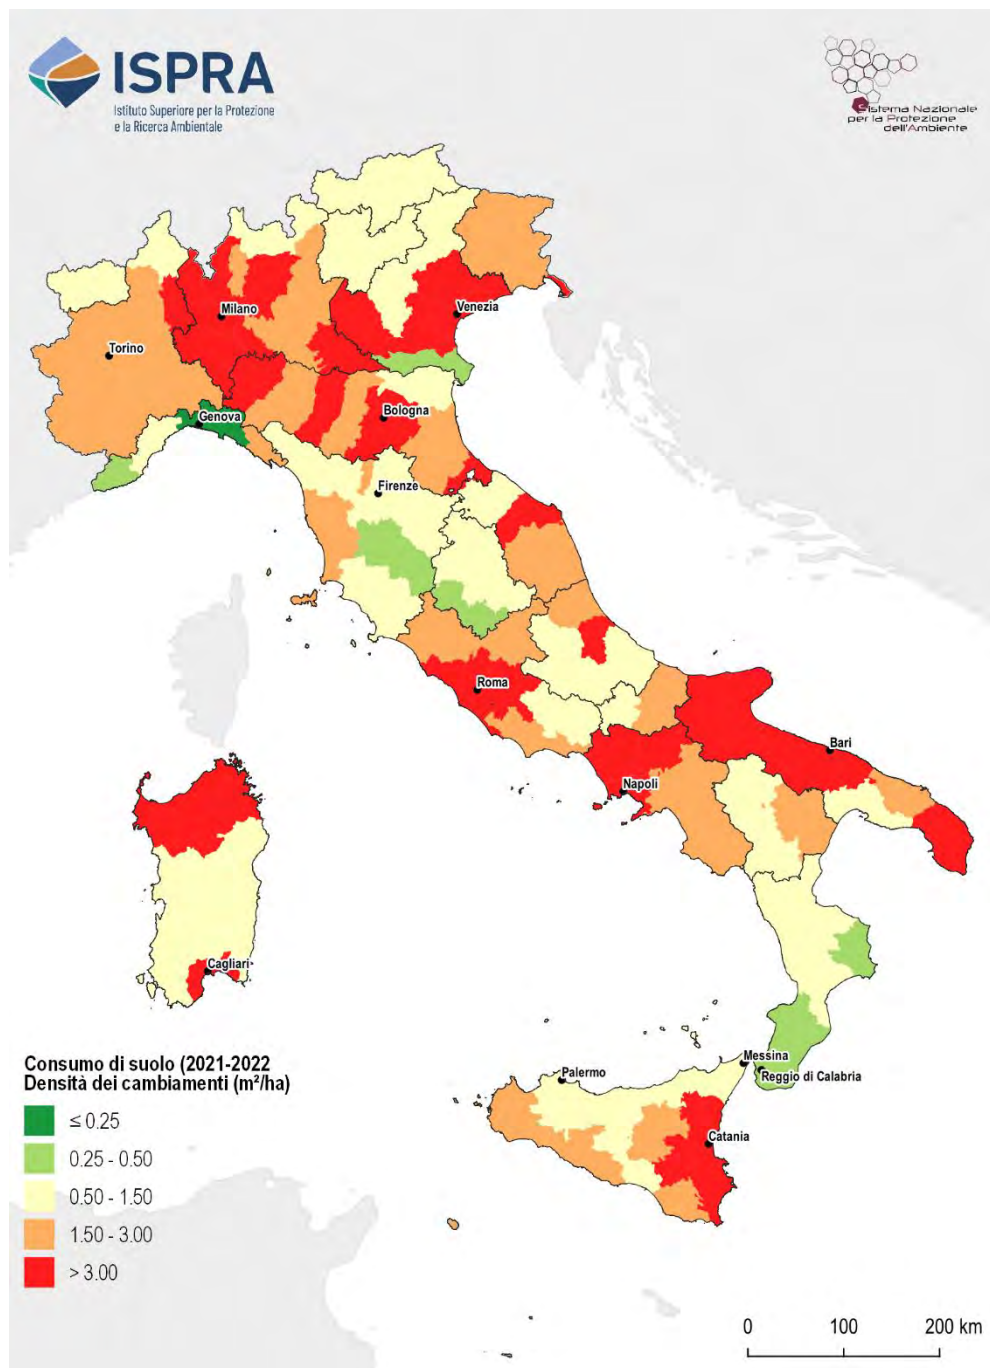 ISPRA
Istituto Superiore per la Protezione
e la Ricerca Ambientale
Sistema Nazionale
per la Protezione
dell'Ambiente
Milano
Venezia
Torino
Genova
Bologna
Firenze
Roma
Bari
Napoli
Cagliari
Messina
Palermo
Reggio di Calabria
Catania
Consumo di suolo (2021-2022
Densità dei cambiamenti (m²/ha)
≤ 0.25
0.25 - 0.50
0.50 - 1.50
1.50 - 3.00
> 3.00
0 100 200 km